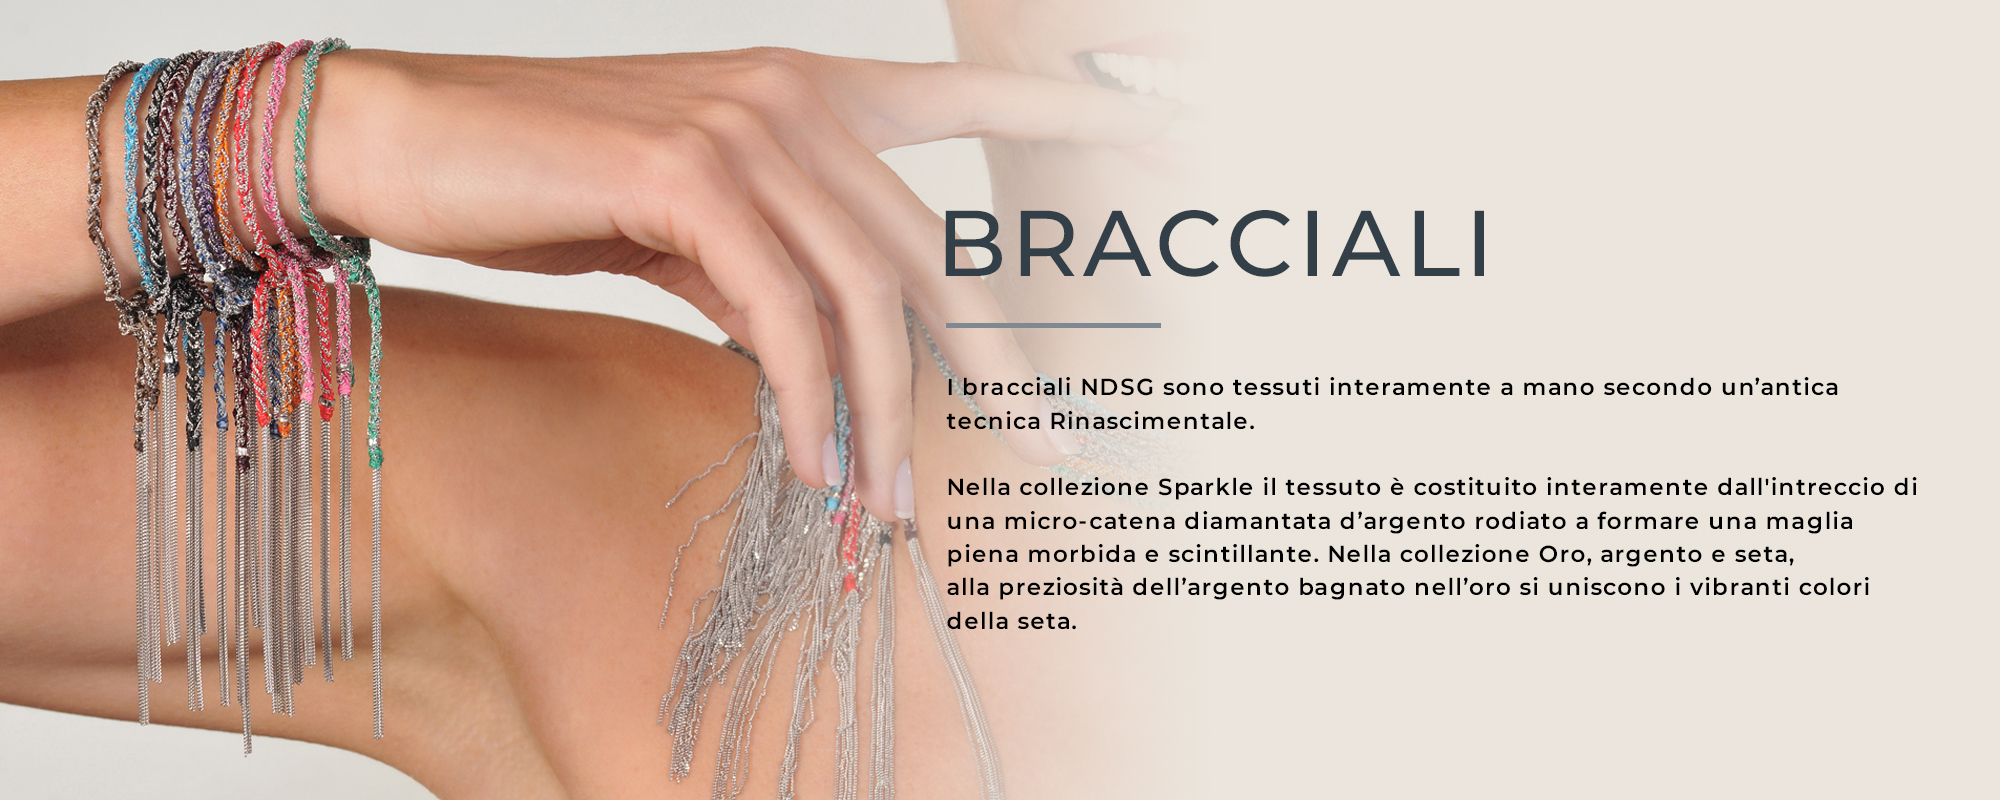 BRACCIALI
I bracciali NDSG sono tessuti interamente a mano secondo un’antica
tecnica Rinascimentale.
Nella collezione Sparkle il tessuto è costituito interamente dall'intreccio di
una micro-catena diamantata d’argento rodiato a formare una maglia
piena morbida e scintillante. Nella collezione Oro, argento e seta,
alla preziosità dell’argento bagnato nell’oro si uniscono i vibranti colori
della seta.